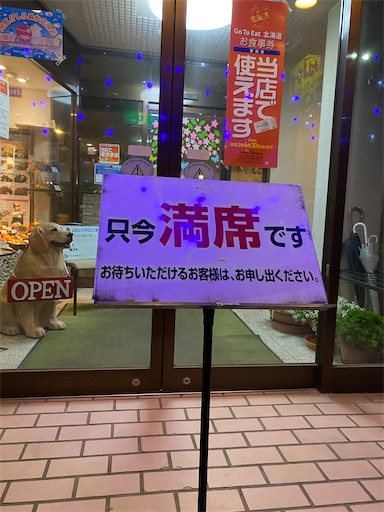 Go To Eat 北海道
お食事券
当店で
使えます
只今満席です
お待ちいただけるお客様は、お申し出ください。
OPEN